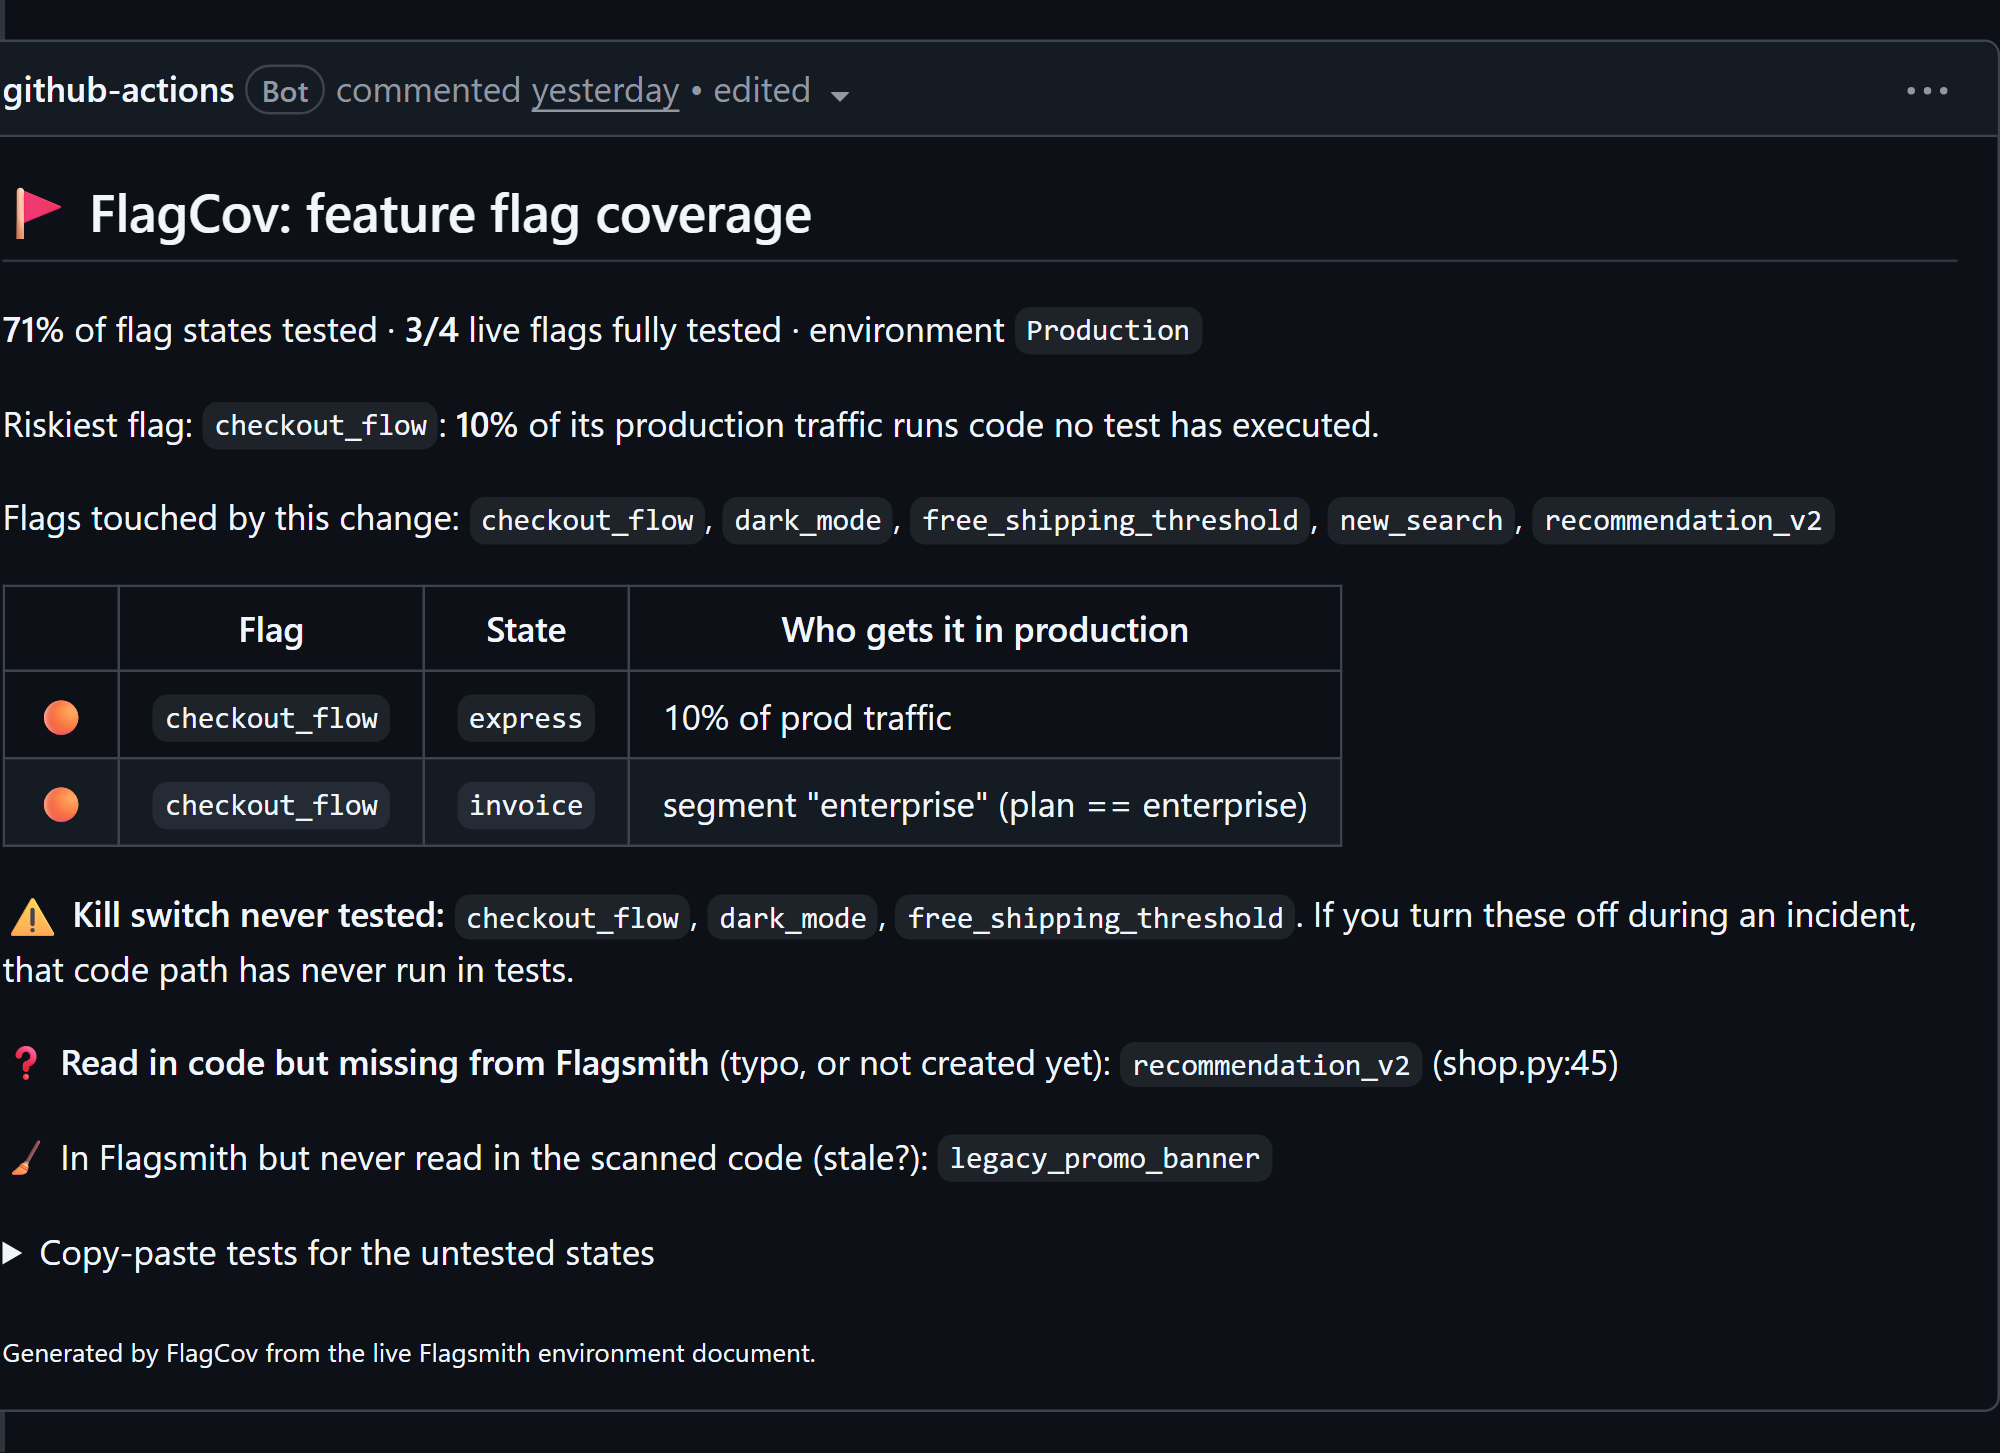 github-actions Bot commented yesterday • edited
FlagCov: feature flag coverage
71% of flag states tested · 3/4 live flags fully tested · environment Production
Riskiest flag: checkout_flow: 10% of its production traffic runs code no test has executed.
Flags touched by this change: checkout_flow, dark_mode, free_shipping_threshold, new_search, recommendation_v2
Flag State Who gets it in production
checkout_flow express 10% of prod traffic
checkout_flow invoice segment "enterprise" (plan == enterprise)
Kill switch never tested: checkout_flow, dark_mode, free_shipping_threshold. If you turn these off during an incident,
that code path has never run in tests.
Read in code but missing from Flagsmith (typo, or not created yet): recommendation_v2 (shop.py:45)
In Flagsmith but never read in the scanned code (stale?): legacy_promo_banner
Copy-paste tests for the untested states
Generated by FlagCov from the live Flagsmith environment document.